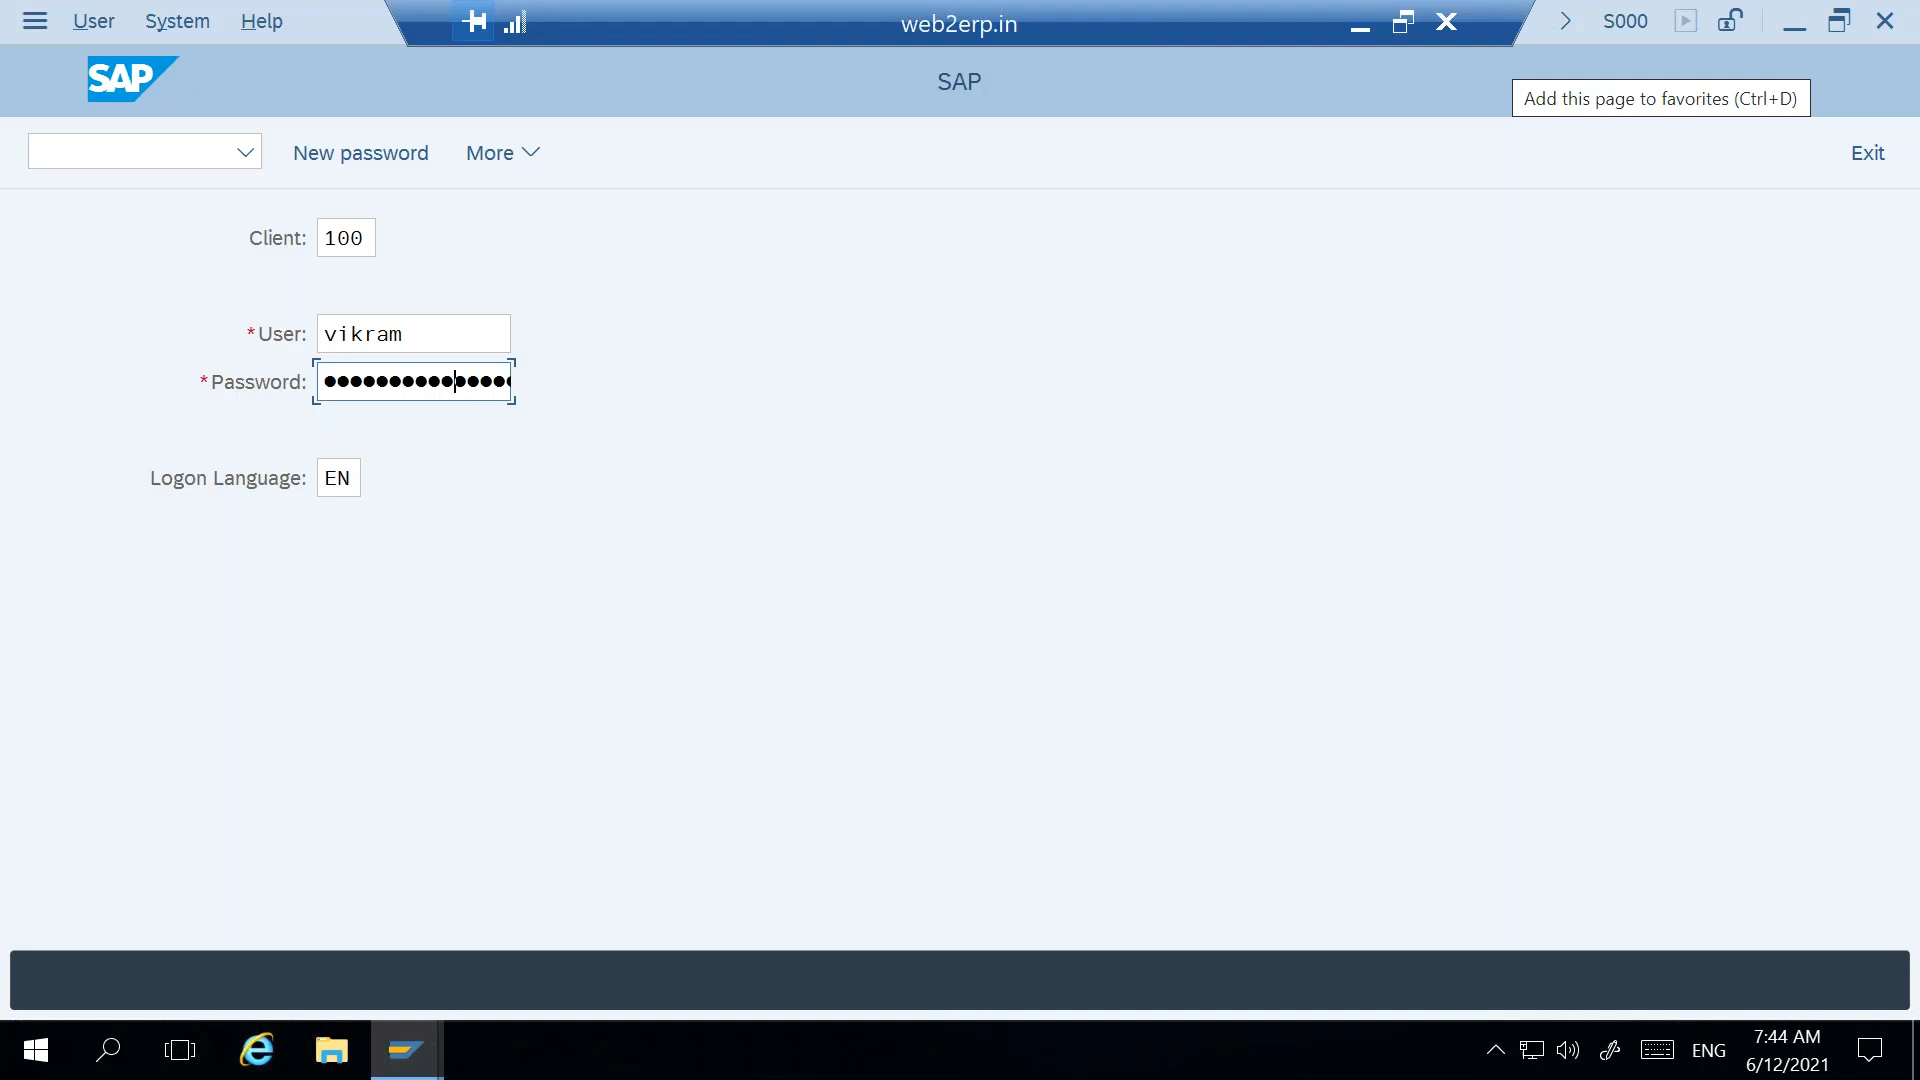 User System Help
web2erp.in
S000
SAP
SAP
Add this page to favorites (Ctrl+D)
New password More
Exit
Client: 100
*User: vikram
*Password: ●●●●●●●●●●●●●●●
Logon Language: EN
ENG
7:44 AM
6/12/2021